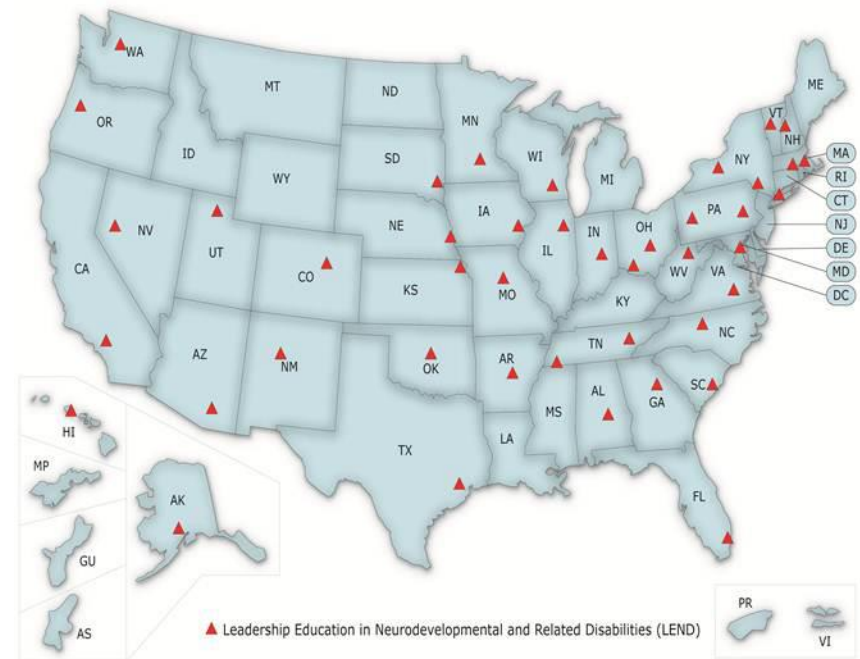 WA
MT
ND
MN
ME
VT
NH
OR
ID
SD
WI
NY
MA
RI
CT
WY
MI
NJ
NE
IA
PA
DE
NV
UT
IL
IN
OH
MD
CA
CO
KS
MO
WV
VA
DC
KY
AZ
NM
OK
AR
TN
NC
SC
MS
AL
GA
HI
TX
LA
MP
AK
FL
GU
AS
Leadership Education in Neurodevelopmental and Related Disabilities (LEND)
PR
VI